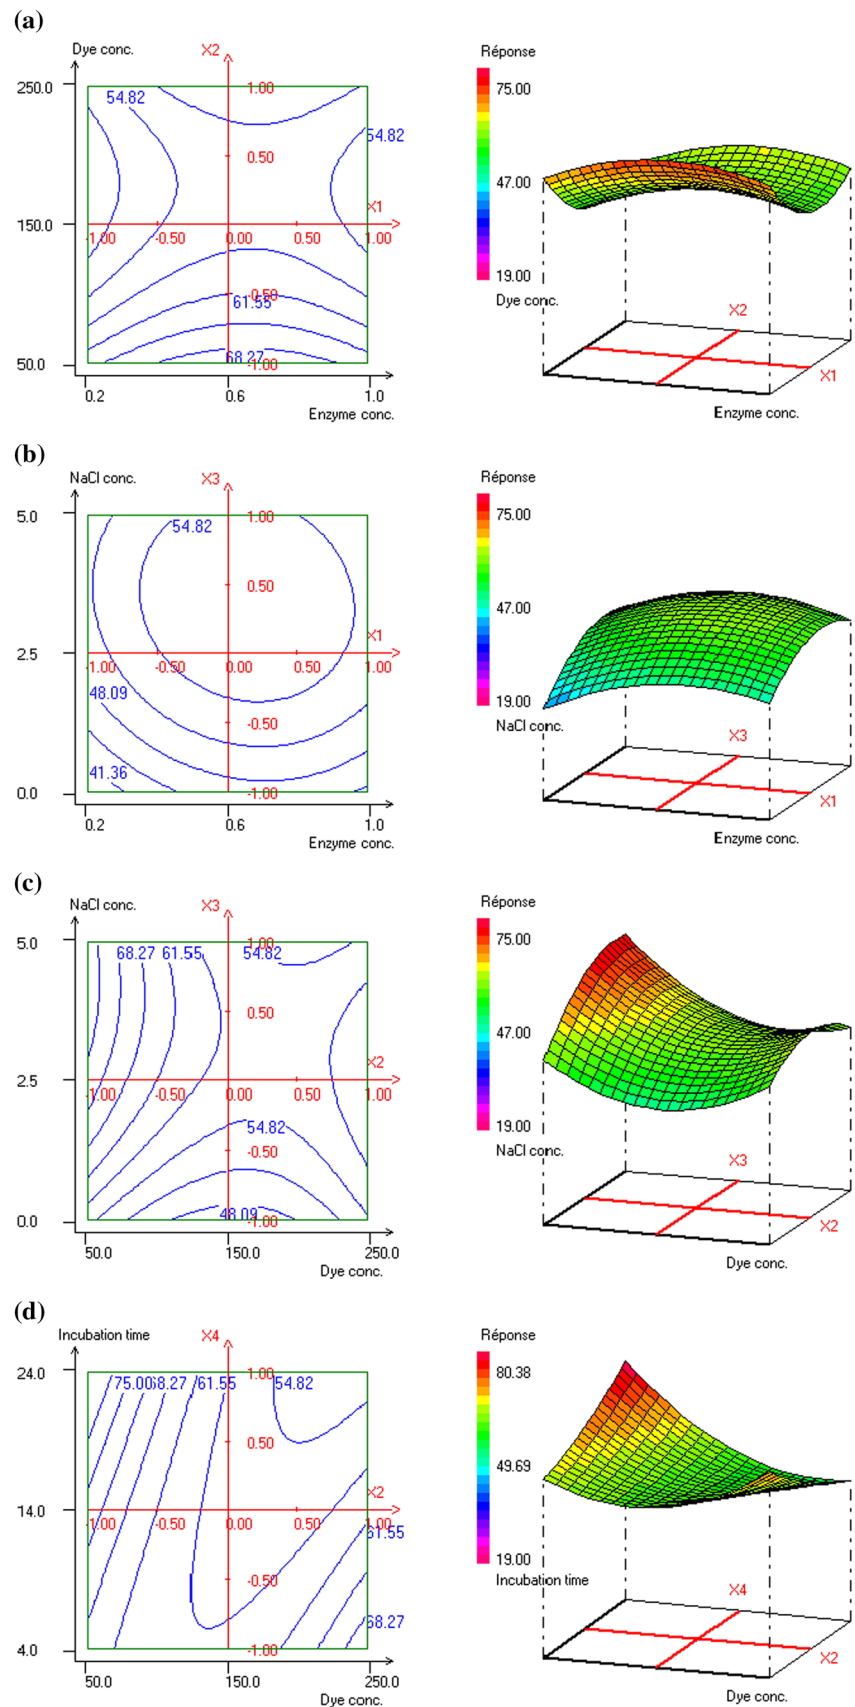 (a)
Dye conc.
X2
250.0
1.00
54.82
54.82
0.50
X1
150.0
-1.00
-0.50
0.00
0.50
1.00
-0.50
61.55
68.27
-1.00
50.0
0.2
0.6
1.0
Enzyme conc.
Réponse
75.00
47.00
19.00
Dye conc.
X2
X1
Enzyme conc.
(b)
NaCl conc.
X3
5.0
1.00
54.82
0.50
X1
2.5
-1.00
-0.50
0.00
0.50
1.00
48.09
-0.50
41.36
0.0
-1.00
0.2
0.6
1.0
Enzyme conc.
Réponse
75.00
47.00
19.00
NaCl conc.
X3
X1
Enzyme conc.
(c)
NaCl conc.
X3
5.0
68.27
61.55
1.00
54.82
0.50
X2
2.5
-1.00
-0.50
0.00
0.50
1.00
54.82
-0.50
48.09
-1.00
0.0
50.0
150.0
250.0
Dye conc.
Réponse
75.00
47.00
19.00
NaCl conc.
X3
X2
Dye conc.
(d)
Incubation time
X4
24.0
75.00
68.27
61.55
1.00
54.82
0.50
X2
14.0
-1.00
-0.50
0.00
0.50
1.00
61.55
-0.50
68.27
4.0
-1.00
50.0
150.0
250.0
Dye conc.
Réponse
80.38
49.69
19.00
Incubation time
X4
X2
Dye conc.